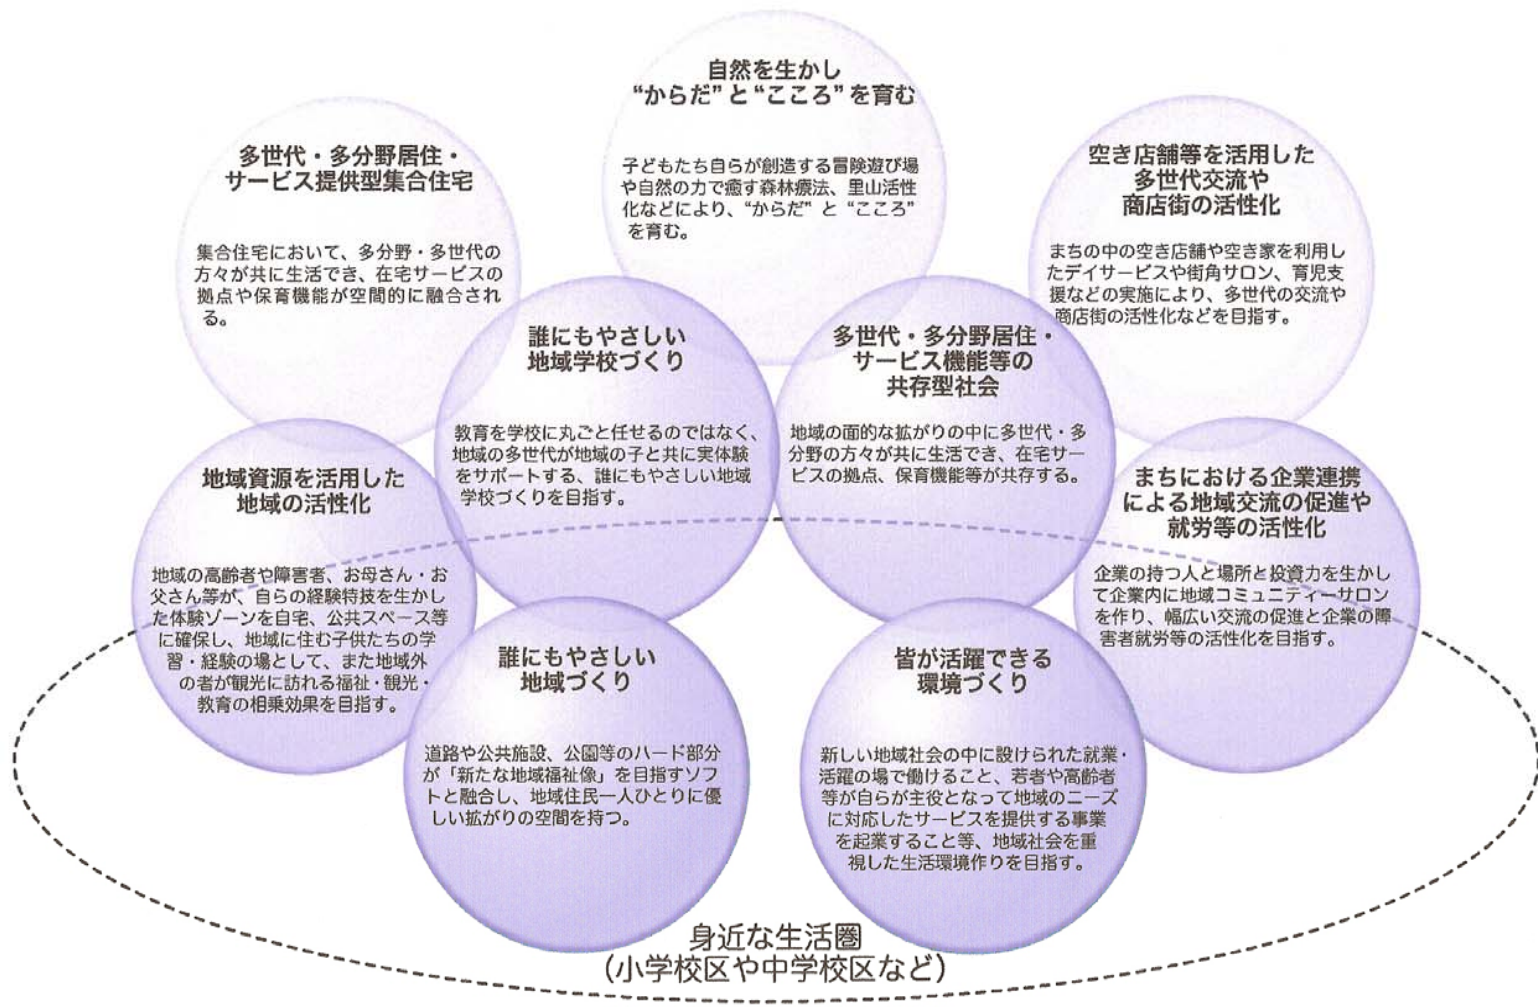 自然を生かし
“からだ”と“こころ”を育む
子どもたち自らが創造する冒険遊び場
や自然の力で癒す森林療法、里山活性
化などにより、“からだ”と“こころ”
を育む。
多世代・多分野居住・
サービス提供型集合住宅
集合住宅において、多分野・多世代の
方々が共に生活でき、在宅サービスの
拠点や保育機能が空間的に融合され
る。
空き店舗等を活用した
多世代交流や
商店街の活性化
まちの中の空き店舗や空き家を利用し
たデイサービスや街角サロン、育児支
援などの実施により、多世代の交流や
商店街の活性化などを目指す。
誰にもやさしい
地域学校づくり
教育を学校に丸ごと任せるのではなく、
地域の多世代が地域の子と共に実体験
をサポートする、誰にもやさしい地域
学校づくりを目指す。
多世代・多分野居住・
サービス機能等の
共存型社会
地域の面的な拡がりの中に多世代・多
分野の方々が共に生活でき、在宅サー
ビスの拠点、保育機能等が共存する。
地域資源を活用した
地域の活性化
地域の高齢者や障害者、お母さん・お
父さん等が、自らの経験特技を生かし
た体験ゾーンを自宅、公共スペース等
に確保し、地域に住む子供たちの学
習・経験の場として、また地域外
の者が観光に訪れる福祉・観光・
教育の相乗効果を目指す。
まちにおける企業連携
による地域交流の促進や
就労等の活性化
企業の持つ人と場所と投資力を生かし
て企業内に地域コミュニティーサロン
を作り、幅広い交流の促進と企業の障
害者就労等の活性化を目指す。
誰にもやさしい
地域づくり
道路や公共施設、公園等のハード部分
が「新たな地域福祉像」を目指すソフ
トと融合し、地域住民一人ひとりに優
しい拡がりの空間を持つ。
皆が活躍できる
環境づくり
新しい地域社会の中に設けられた就業・
活躍の場で働けること、若者や高齢者
等が自らが主役となって地域のニーズ
に対応したサービスを提供する事業
を起業すること等、地域社会を重
視した生活環境作りを目指す。
身近な生活圏
(小学校区や中学校区など)